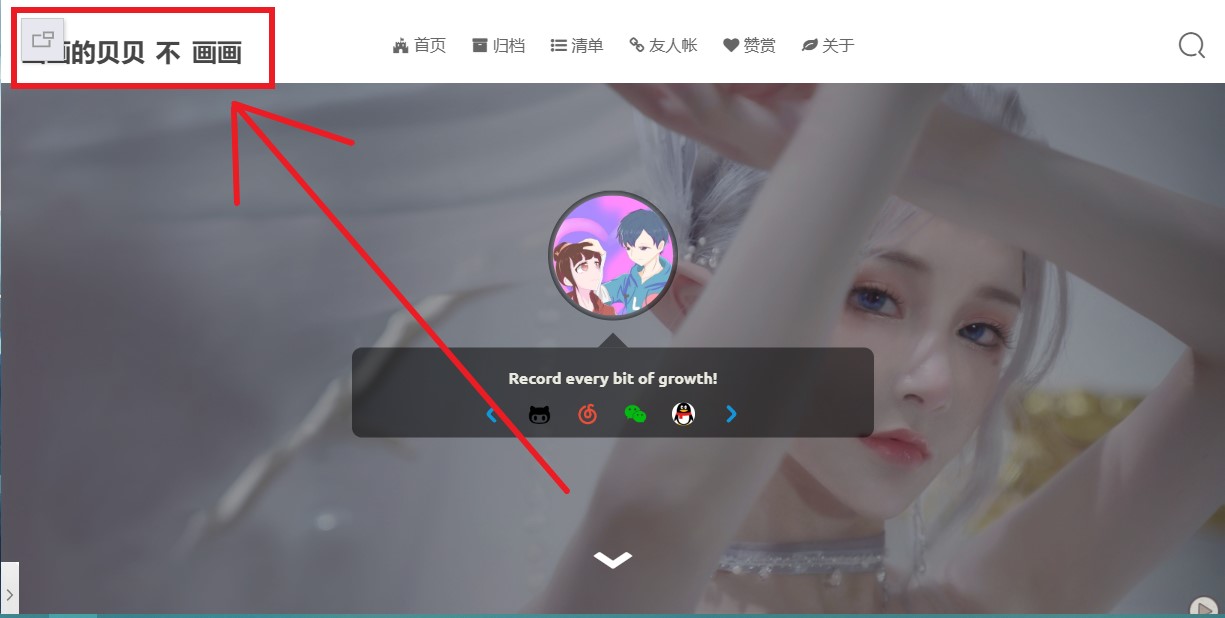 画的贝贝 不 画画
首页 归档 清单 友人帐 赞赏 关于
Record every bit of growth!